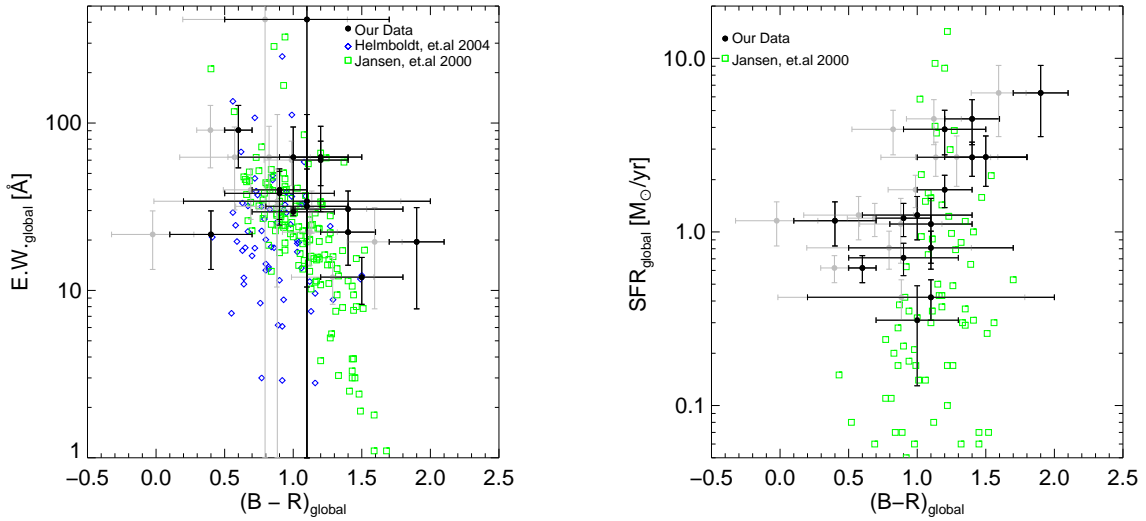 Our Data
Helmboldt, et.al 2004
Jansen, et.al 2000
E.W.global [Å]
100
10
1
−0.5 0.0 0.5 1.0 1.5 2.0 2.5
(B − R)global
Our Data
Jansen, et.al 2000
SFRglobal [M⊙/yr]
10.0
1.0
0.1
−0.5 0.0 0.5 1.0 1.5 2.0 2.5
(B−R)global